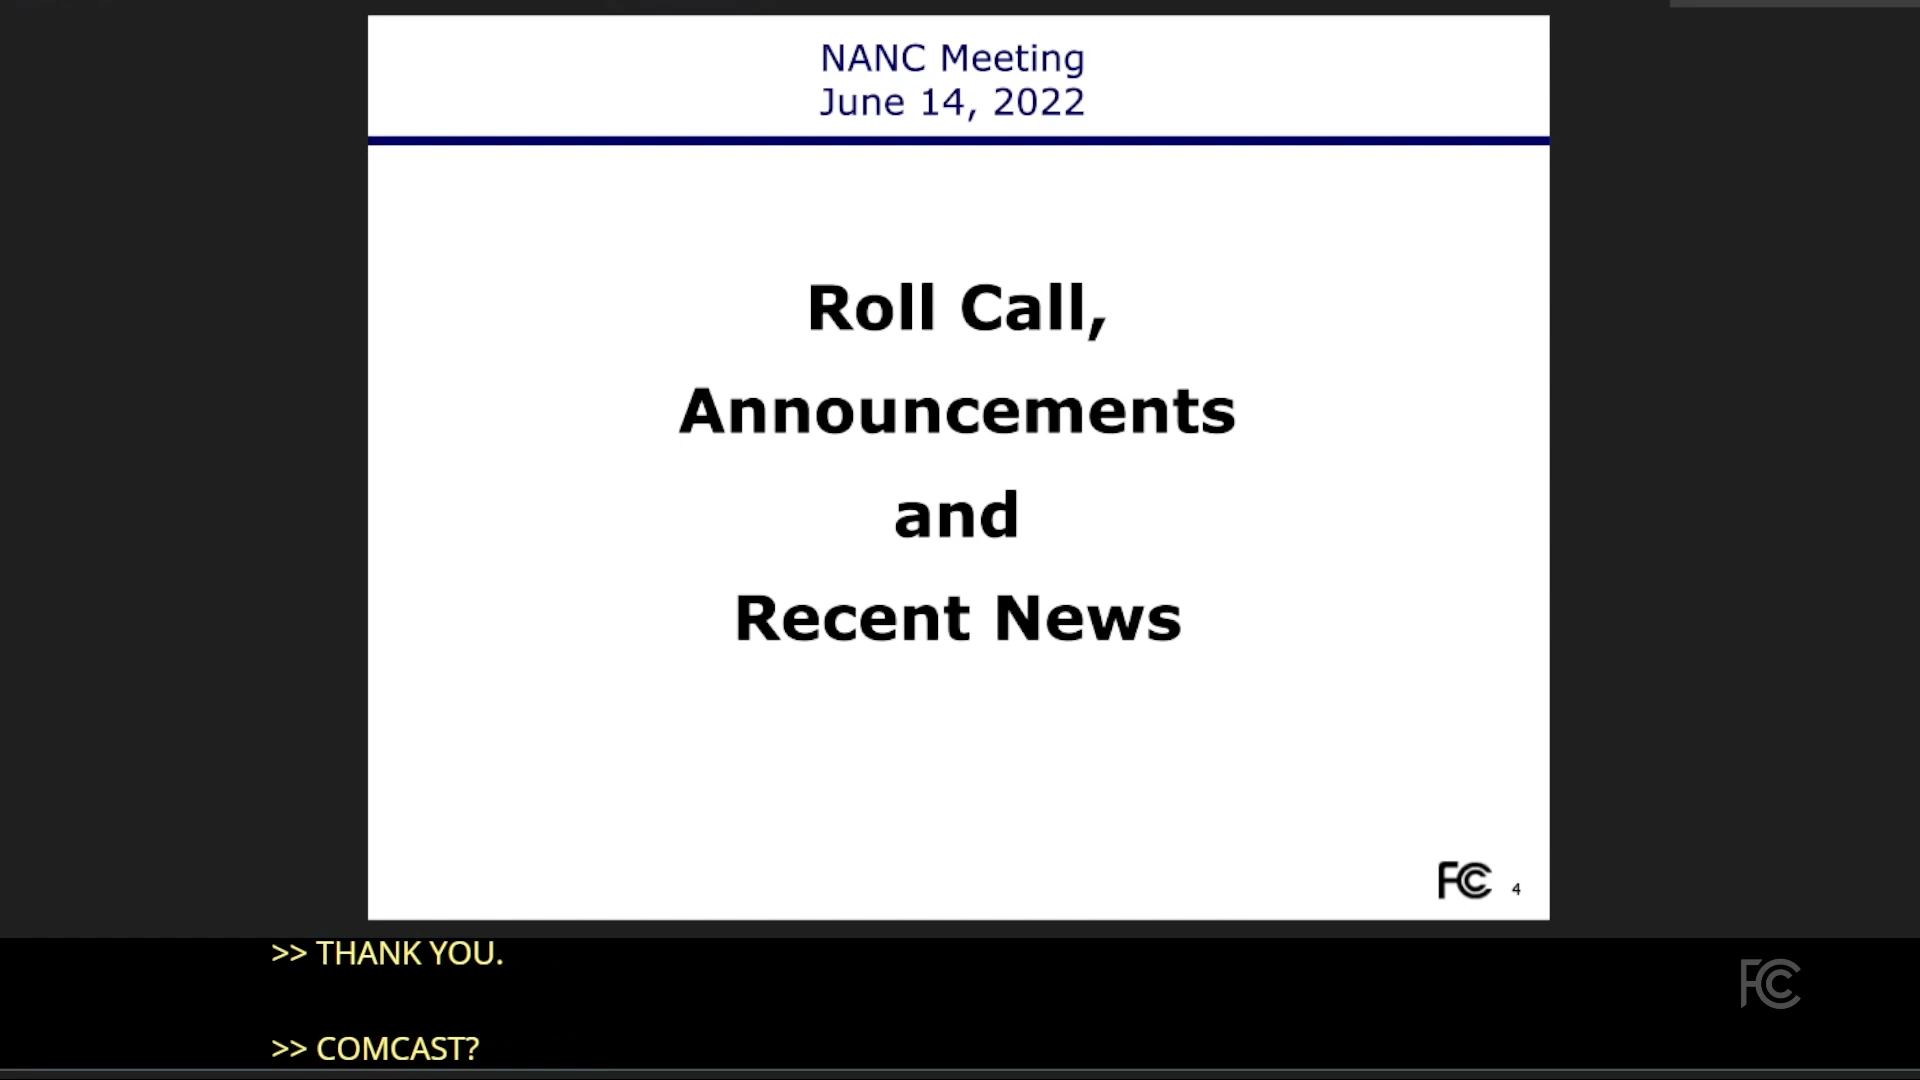 NANC Meeting
June 14, 2022
Roll Call,
Announcements
and
Recent News
FCC 4
>> THANK YOU.
FCC
>> COMCAST?